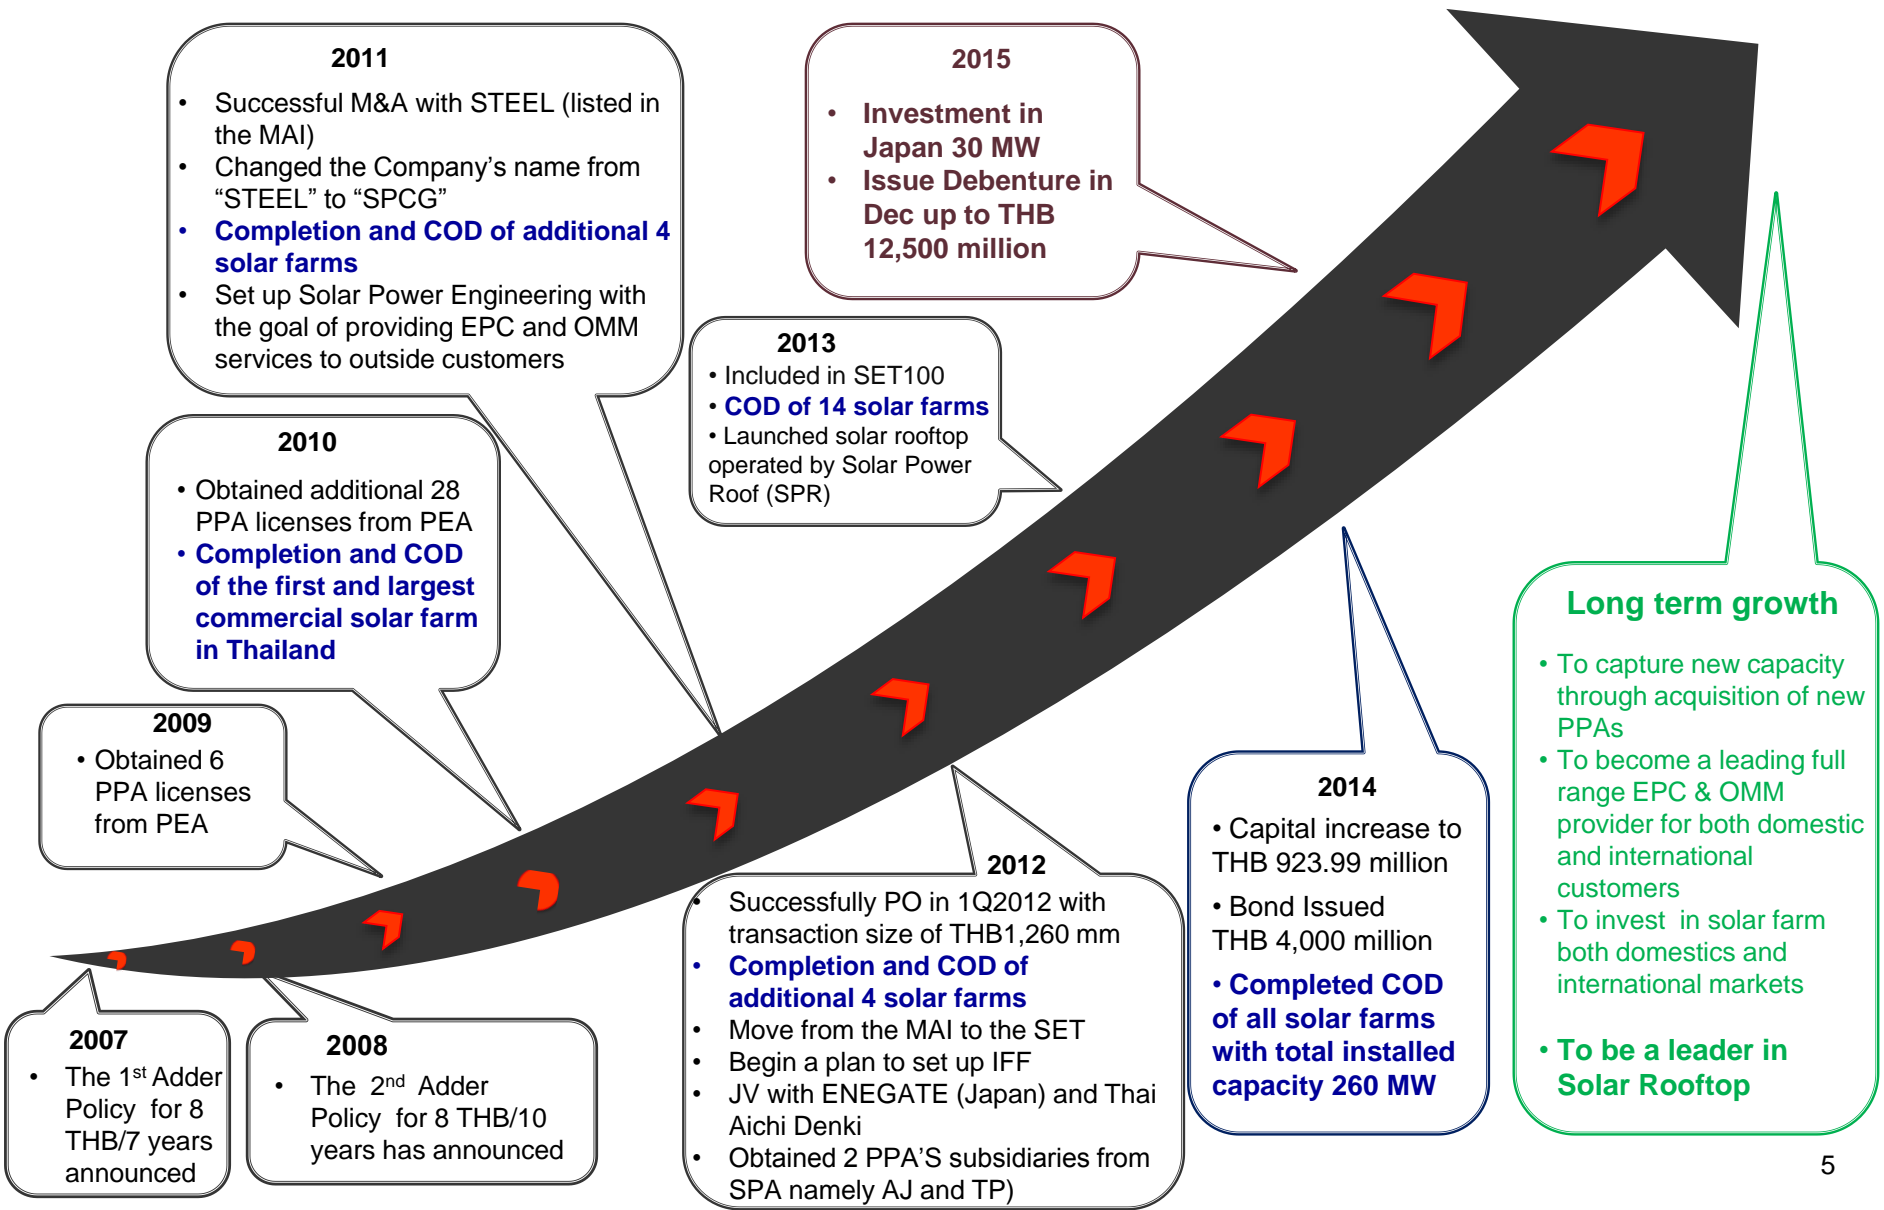 2011
• Successful M&A with STEEL (listed in
the MAI)
• Changed the Company’s name from
“STEEL” to “SPCG”
• Completion and COD of additional 4
solar farms
• Set up Solar Power Engineering with
the goal of providing EPC and OMM
services to outside customers
2015
• Investment in
Japan 30 MW
• Issue Debenture in
Dec up to THB
12,500 million
2013
• Included in SET100
• COD of 14 solar farms
• Launched solar rooftop
operated by Solar Power
Roof (SPR)
2010
• Obtained additional 28
PPA licenses from PEA
• Completion and COD
of the first and largest
commercial solar farm
in Thailand
2009
• Obtained 6
PPA licenses
from PEA
2007
• The 1st Adder
Policy for 8
THB/7 years
announced
2008
• The 2nd Adder
Policy for 8 THB/10
years has announced
2012
• Successfully PO in 1Q2012 with
transaction size of THB1,260 mm
• Completion and COD of
additional 4 solar farms
• Move from the MAI to the SET
• Begin a plan to set up IFF
• JV with ENEGATE (Japan) and Thai
Aichi Denki
• Obtained 2 PPA’S subsidiaries from
SPA namely AJ and TP)
2014
• Capital increase to
THB 923.99 million
• Bond Issued
THB 4,000 million
• Completed COD
of all solar farms
with total installed
capacity 260 MW
Long term growth
• To capture new capacity
through acquisition of new
PPAs
• To become a leading full
range EPC & OMM
provider for both domestic
and international
customers
• To invest in solar farm
both domestics and
international markets
• To be a leader in
Solar Rooftop
5